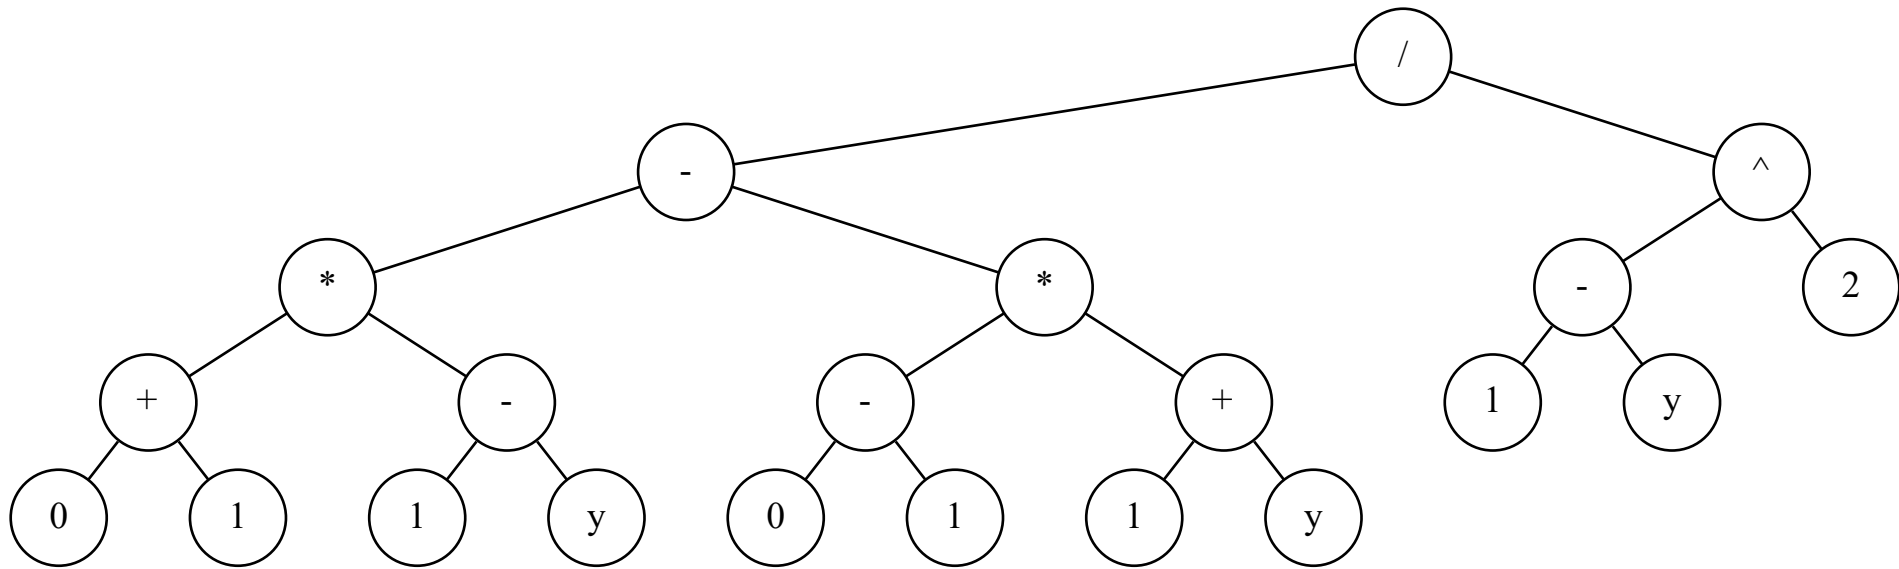 /
- ^
* * - 2
+ - - + 1 y
0 1 1 y 0 1 1 y